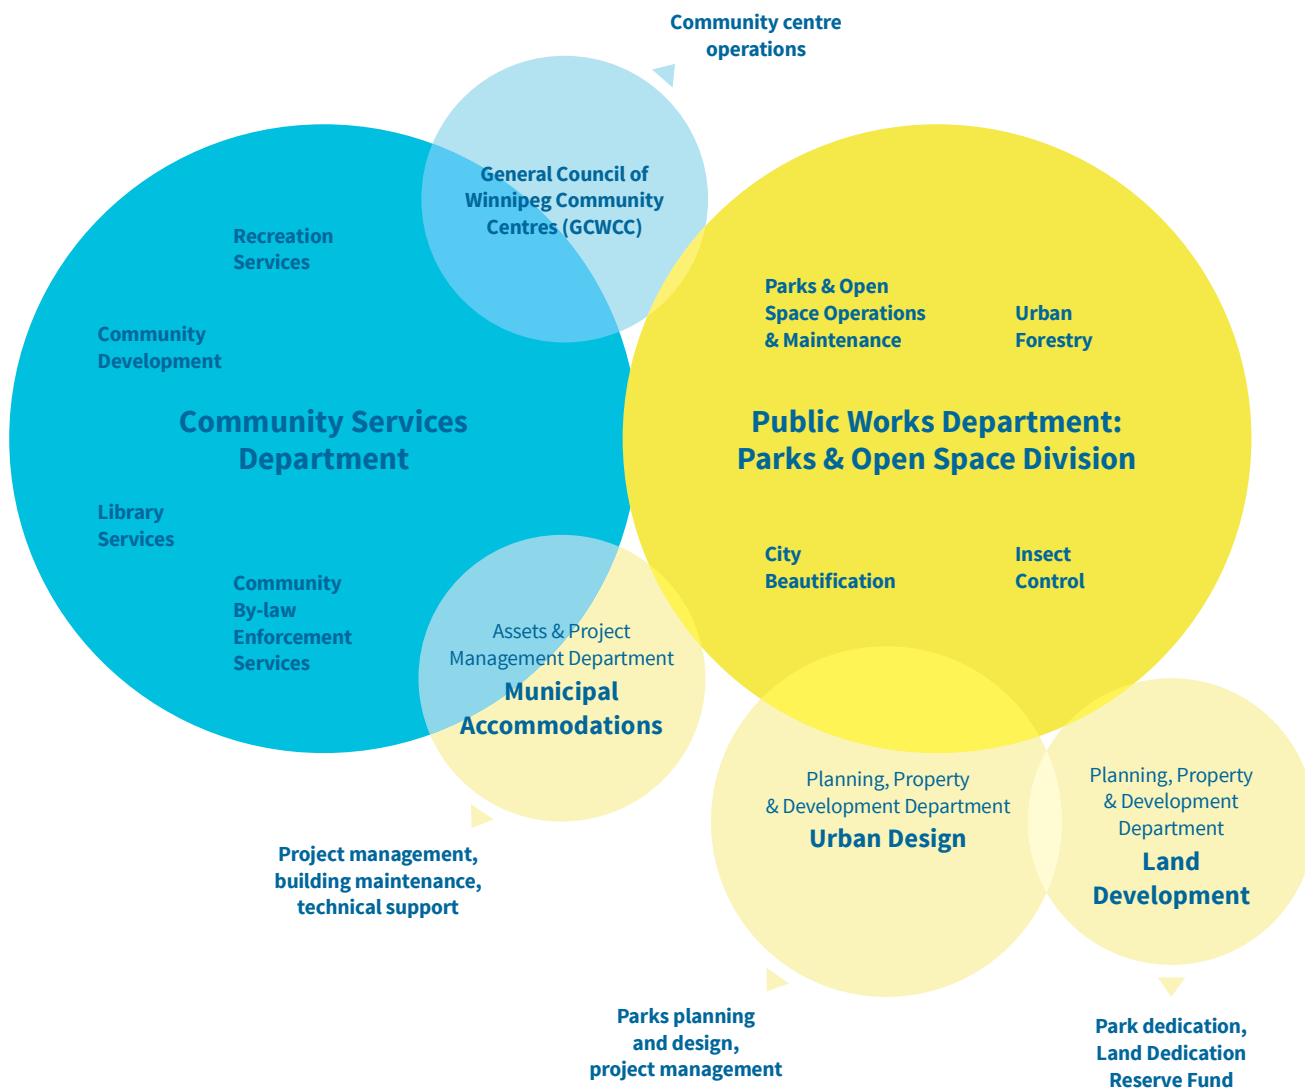 Community centre
operations
General Council of
Winnipeg Community
Centres (GCWCC)
Recreation
Services
Community
Development
Community Services
Department
Library
Services
Community
By-law
Enforcement
Services
Parks & Open
Space Operations
& Maintenance
Urban
Forestry
Public Works Department:
Parks & Open Space Division
City
Beautification
Insect
Control
Assets & Project
Management Department
Municipal
Accommodations
Project management,
building maintenance,
technical support
Planning, Property
& Development Department
Urban Design
Parks planning
and design,
project management
Planning, Property
& Development
Department
Land
Development
Park dedication,
Land Dedication
Reserve Fund